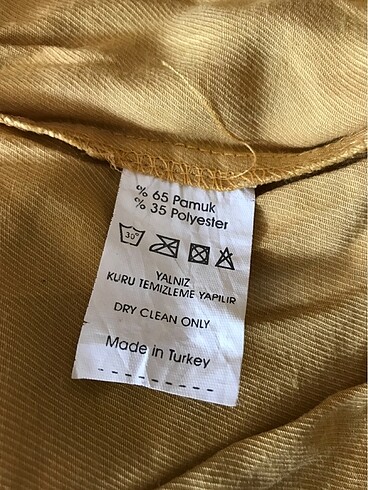 % 65 Pamuk
% 35 Polyester
30°
YALNIZ
KURU TEMİZLEME YAPILIR
DRY CLEAN ONLY
Made in Turkey